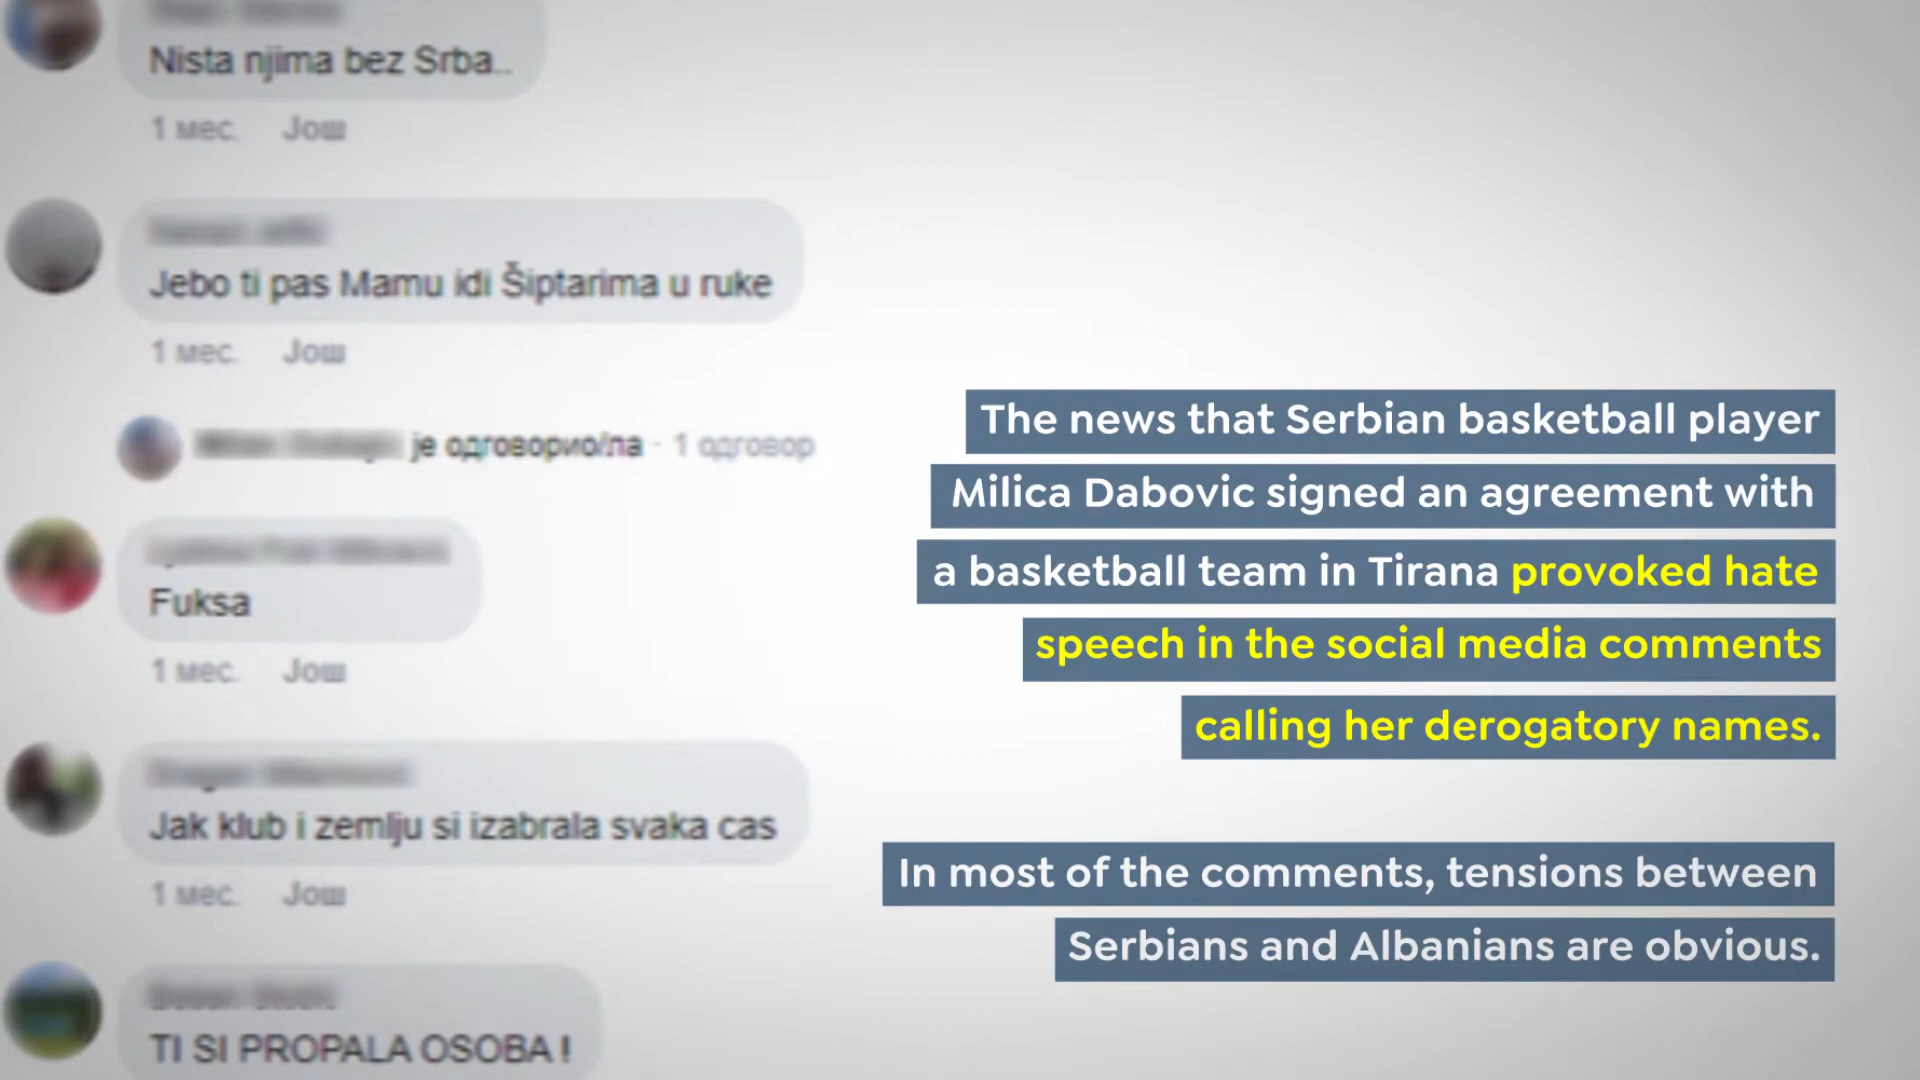 Nista njima bez Srba..
1 мес. Још
Jebo ti pas Mamu idi Šiptarima u ruke
1 мес. Још
је одговорио/ла · 1 одговор
Fuksa
1 мес. Још
Jak klub i zemlju si izabrala svaka cas
1 мес. Још
TI SI PROPALA OSOBA !
The news that Serbian basketball player
Milica Dabovic signed an agreement with
a basketball team in Tirana provoked hate
speech in the social media comments
calling her derogatory names.
In most of the comments, tensions between
Serbians and Albanians are obvious.